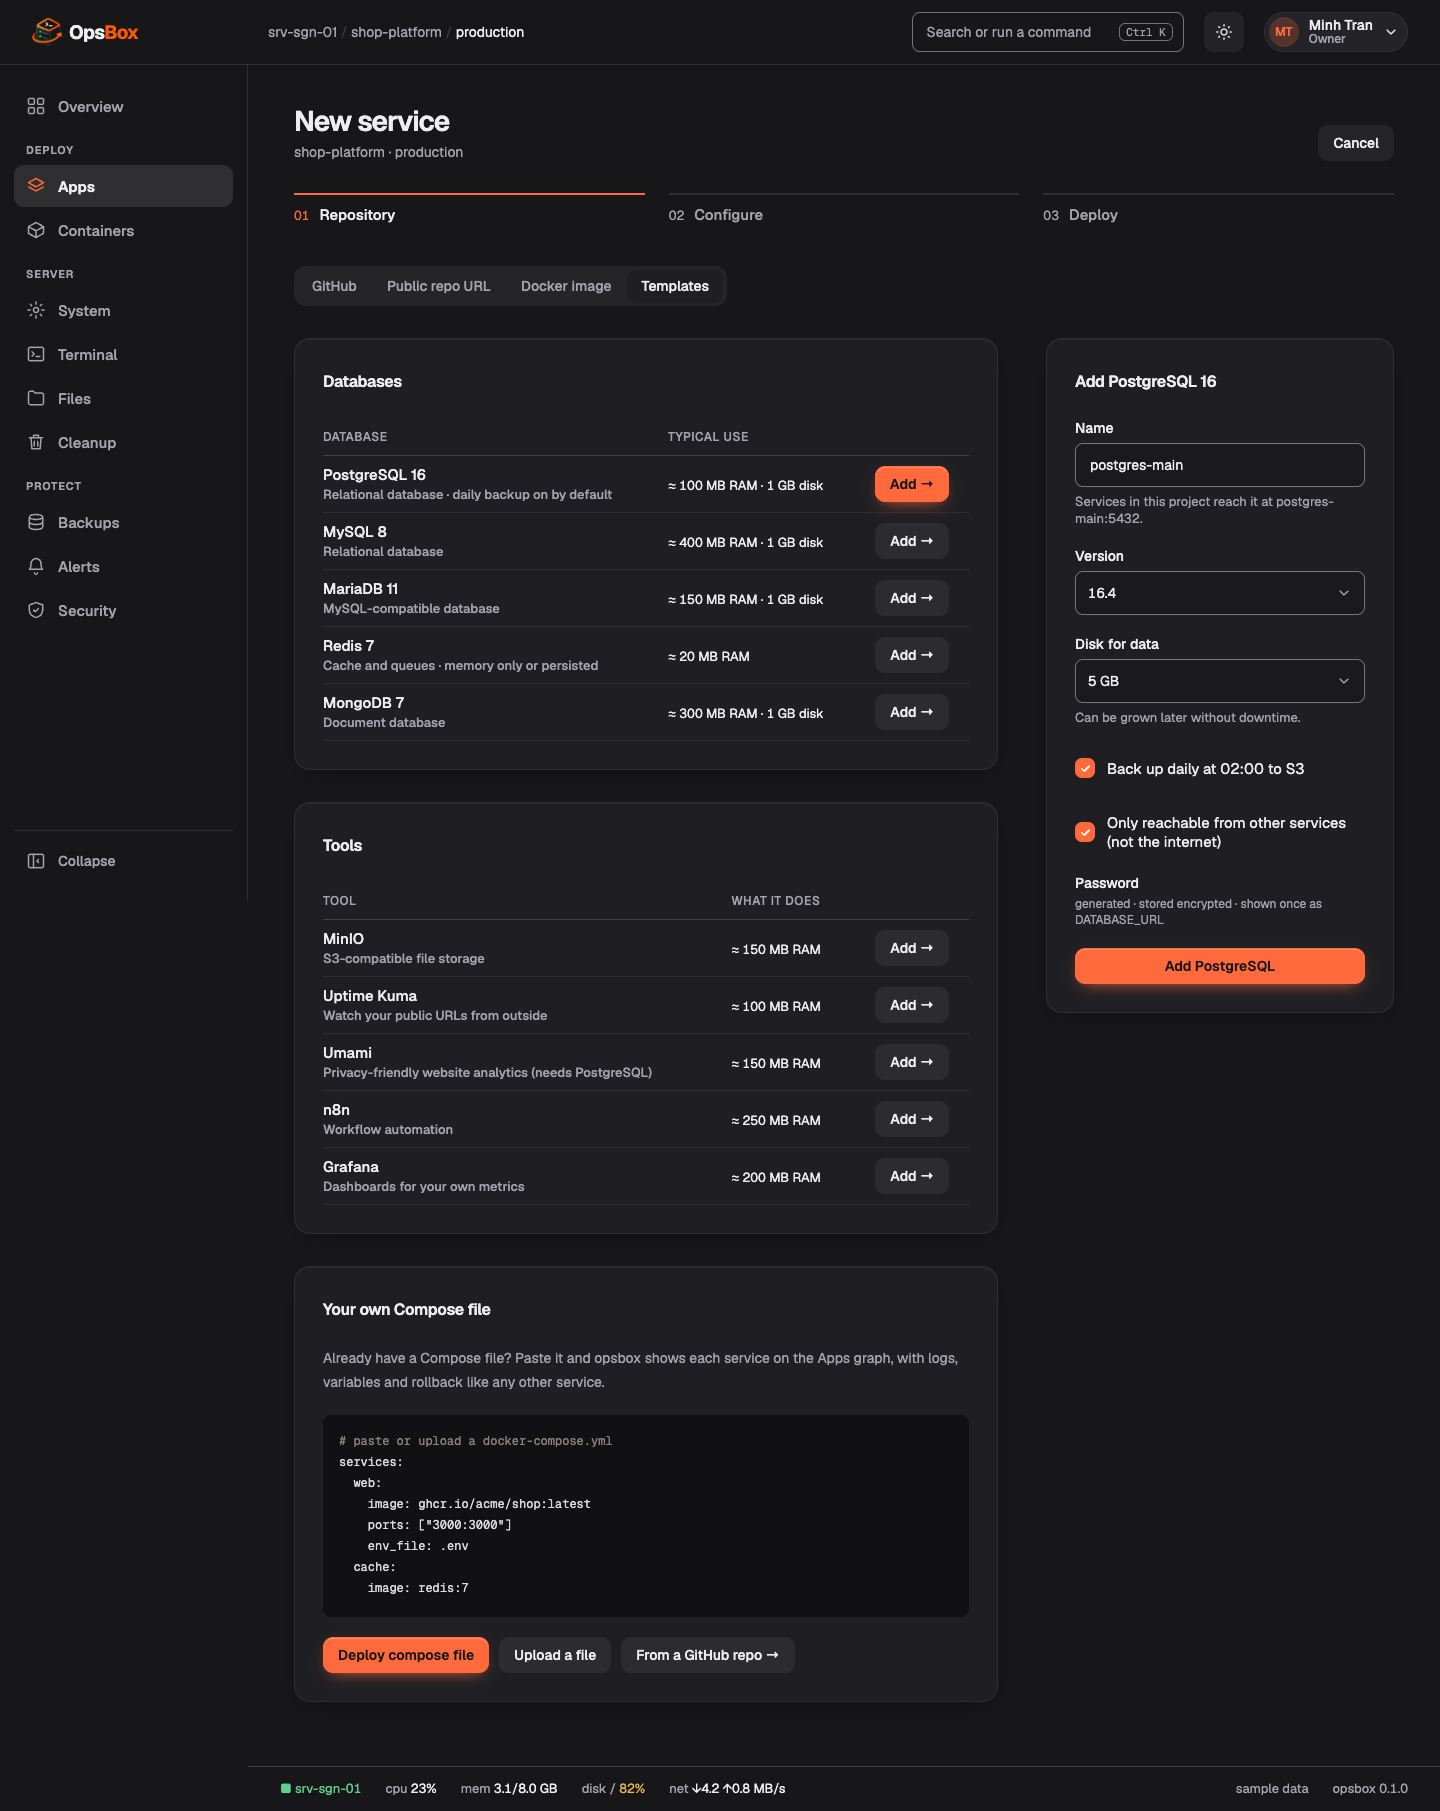 OpsBox
srv-sgn-01 / shop-platform / production
Search or run a command
Ctrl K
MT
Minh Tran
Owner
Overview
DEPLOY
Apps
Containers
SERVER
System
Terminal
Files
Cleanup
PROTECT
Backups
Alerts
Security
Collapse
New service
shop-platform · production
Cancel
01 Repository
02 Configure
03 Deploy
GitHub
Public repo URL
Docker image
Templates
Databases
DATABASE
TYPICAL USE
PostgreSQL 16
Relational database · daily backup on by default
≈ 100 MB RAM · 1 GB disk
Add →
MySQL 8
Relational database
≈ 400 MB RAM · 1 GB disk
Add →
MariaDB 11
MySQL-compatible database
≈ 150 MB RAM · 1 GB disk
Add →
Redis 7
Cache and queues · memory only or persisted
≈ 20 MB RAM
Add →
MongoDB 7
Document database
≈ 300 MB RAM · 1 GB disk
Add →
Tools
TOOL
WHAT IT DOES
MinIO
S3-compatible file storage
≈ 150 MB RAM
Add →
Uptime Kuma
Watch your public URLs from outside
≈ 100 MB RAM
Add →
Umami
Privacy-friendly website analytics (needs PostgreSQL)
≈ 150 MB RAM
Add →
n8n
Workflow automation
≈ 250 MB RAM
Add →
Grafana
Dashboards for your own metrics
≈ 200 MB RAM
Add →
Your own Compose file
Already have a Compose file? Paste it and opsbox shows each service on the Apps graph, with logs,
variables and rollback like any other service.
# paste or upload a docker-compose.yml
services:
  web:
    image: ghcr.io/acme/shop:latest
    ports: ["3000:3000"]
    env_file: .env
  cache:
    image: redis:7
Deploy compose file
Upload a file
From a GitHub repo →
Add PostgreSQL 16
Name
postgres-main
Services in this project reach it at postgres-
main:5432.
Version
16.4
Disk for data
5 GB
Can be grown later without downtime.
Back up daily at 02:00 to S3
Only reachable from other services
(not the internet)
Password
generated · stored encrypted · shown once as
DATABASE_URL
Add PostgreSQL
srv-sgn-01
cpu 23%
mem 3.1/8.0 GB
disk / 82%
net ↓4.2 ↑0.8 MB/s
sample data
opsbox 0.1.0